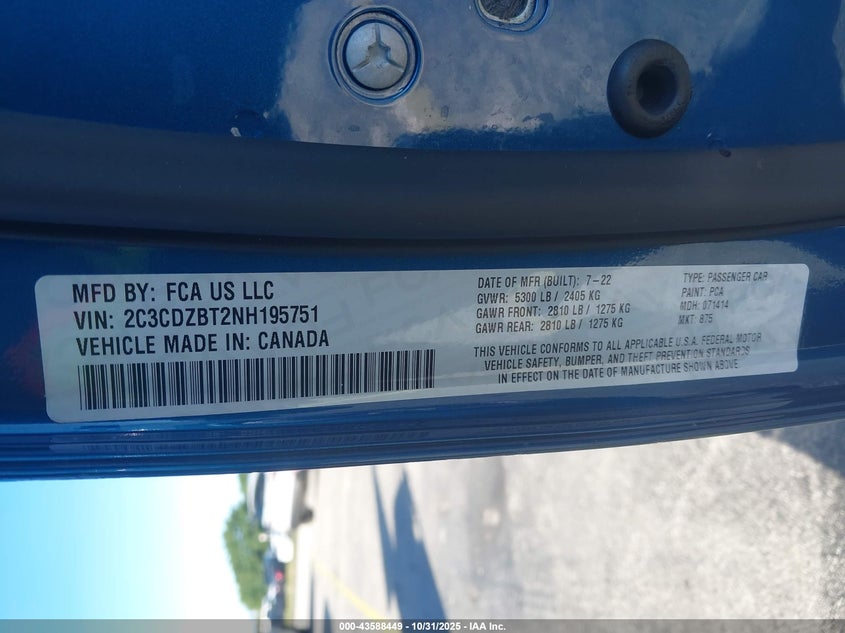 MFD BY: FCA US LLC
VIN: 2C3CDZBT2NH195751
VEHICLE MADE IN: CANADA
DATE OF MFR (BUILT): 7-22
GVWR: 5300 LB / 2405 KG
GAWR FRONT: 2810 LB / 1275 KG
GAWR REAR: 2810 LB / 1275 KG
TYPE: PASSENGER CAR
PAINT: PCA
MDH: 071414
MKT: 875
THIS VEHICLE CONFORMS TO ALL APPLICABLE U.S.A. FEDERAL MOTOR
VEHICLE SAFETY, BUMPER, AND THEFT PREVENTION STANDARDS
IN EFFECT ON THE DATE OF MANUFACTURE SHOWN ABOVE
000-43588449 - 10/31/2025 - IAA Inc.